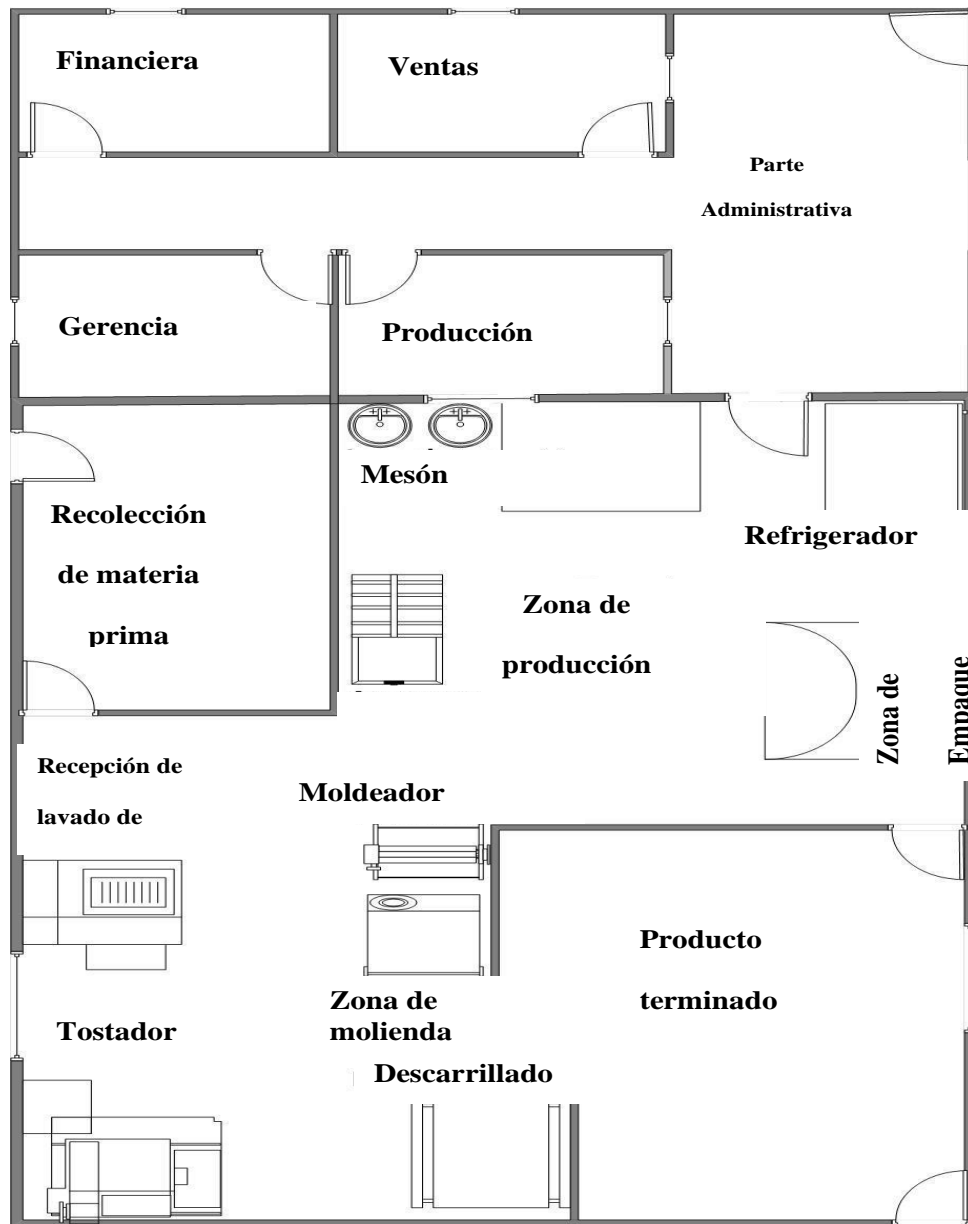 Financiera
Ventas
Parte
Administrativa
Gerencia
Producción
Mesón
Recolección
de materia
prima
Refrigerador
Zona de
producción
Zona de
Empaque
Recepción de
lavado de
Moldeador
Producto
terminado
Zona de
molienda
Tostador
Descarrillado